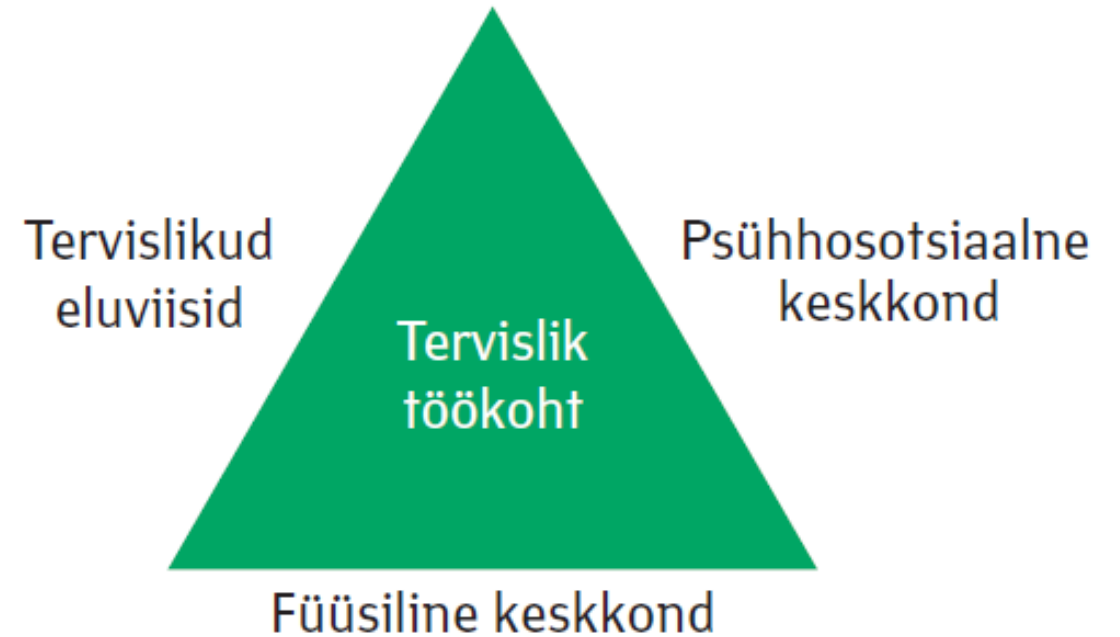 Tervislikud
eluviisid
Psühhosotsiaalne
keskkond
Tervislik
töökoht
Füüsiline keskkond